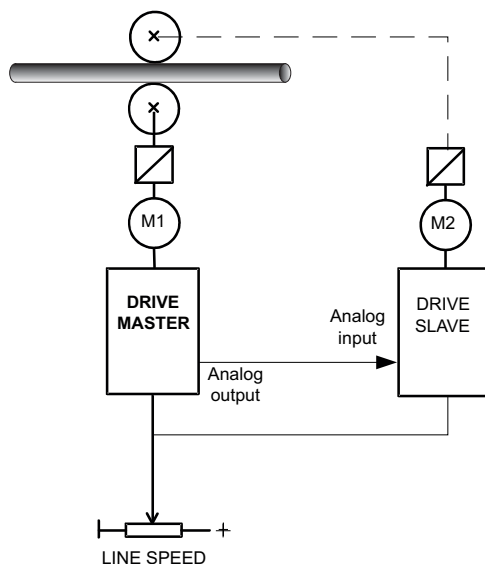 M1
M2
DRIVE
MASTER
DRIVE
SLAVE
Analog
input
Analog
output
LINE SPEED